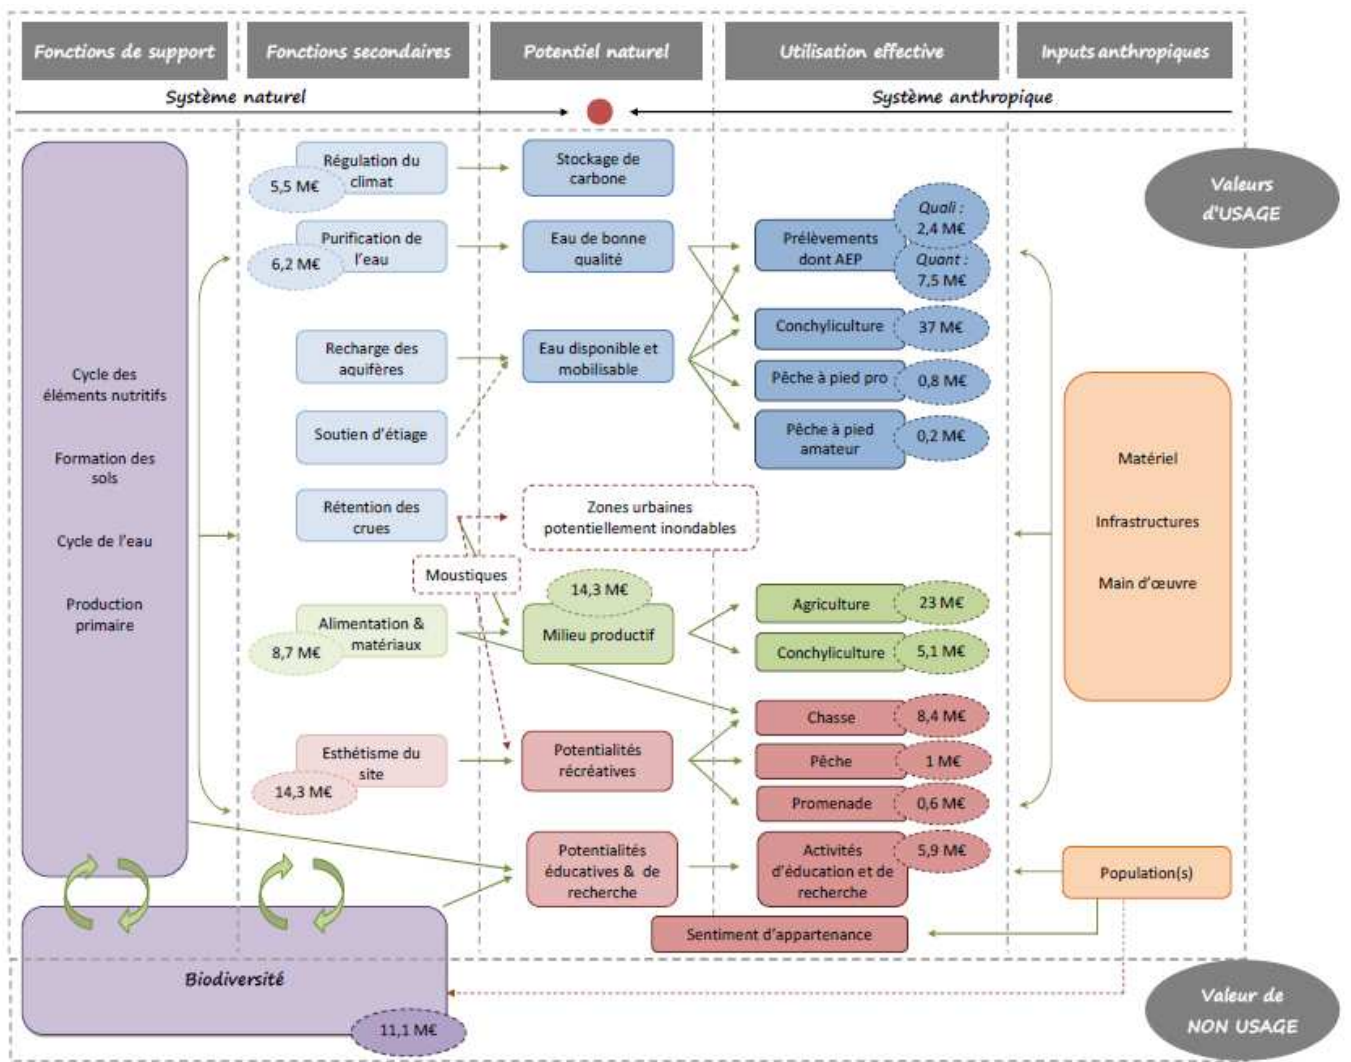 Fonctions de support
Fonctions secondaires
Potentiel naturel
Utilisation effective
Inputs anthropiques
Système naturel
Système anthropique
Régulation du
climat
5,5 M€
Stockage de
carbone
Valeurs
d'USAGE
Purification de
l'eau
6,2 M€
Eau de bonne
qualité
Prélèvements
dont AEP
Quali :
2,4 M€
Quant :
7,5 M€
Recharge des
aquifères
Eau disponible et
mobilisable
Conchyliculture
37 M€
Pêche à pied pro
0,8 M€
Soutien d'étiage
Pêche à pied
amateur
0,2 M€
Cycle des
éléments nutritifs
Formation des
sols
Cycle de l'eau
Production
primaire
Matériel
Infrastructures
Main d'œuvre
Rétention des
crues
Zones urbaines
potentiellement inondables
Moustiques
14,3 M€
Alimentation &
matériaux
8,7 M€
Milieu productif
Agriculture
23 M€
Conchyliculture
5,1 M€
Chasse
8,4 M€
Esthétisme du
site
14,3 M€
Potentialités
récréatives
Pêche
1 M€
Promenade
0,6 M€
Potentialités
éducatives & de
recherche
Activités
d'éducation et de
recherche
5,9 M€
Population(s)
Sentiment d'appartenance
Biodiversité
11,1 M€
Valeur de
NON USAGE